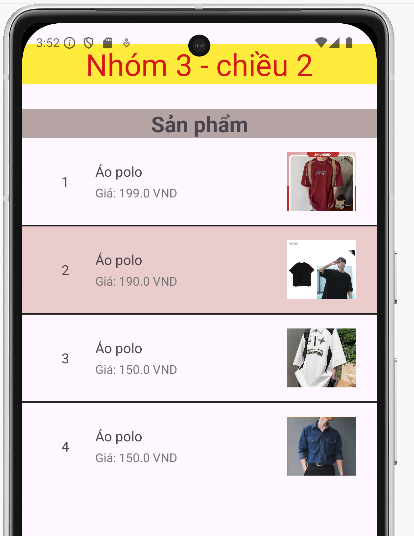 3:52
Nhóm 3 - chiều 2
Sản phẩm
1
Áo polo
Giá: 199.0 VND
2
Áo polo
Giá: 190.0 VND
3
Áo polo
Giá: 150.0 VND
4
Áo polo
Giá: 150.0 VND